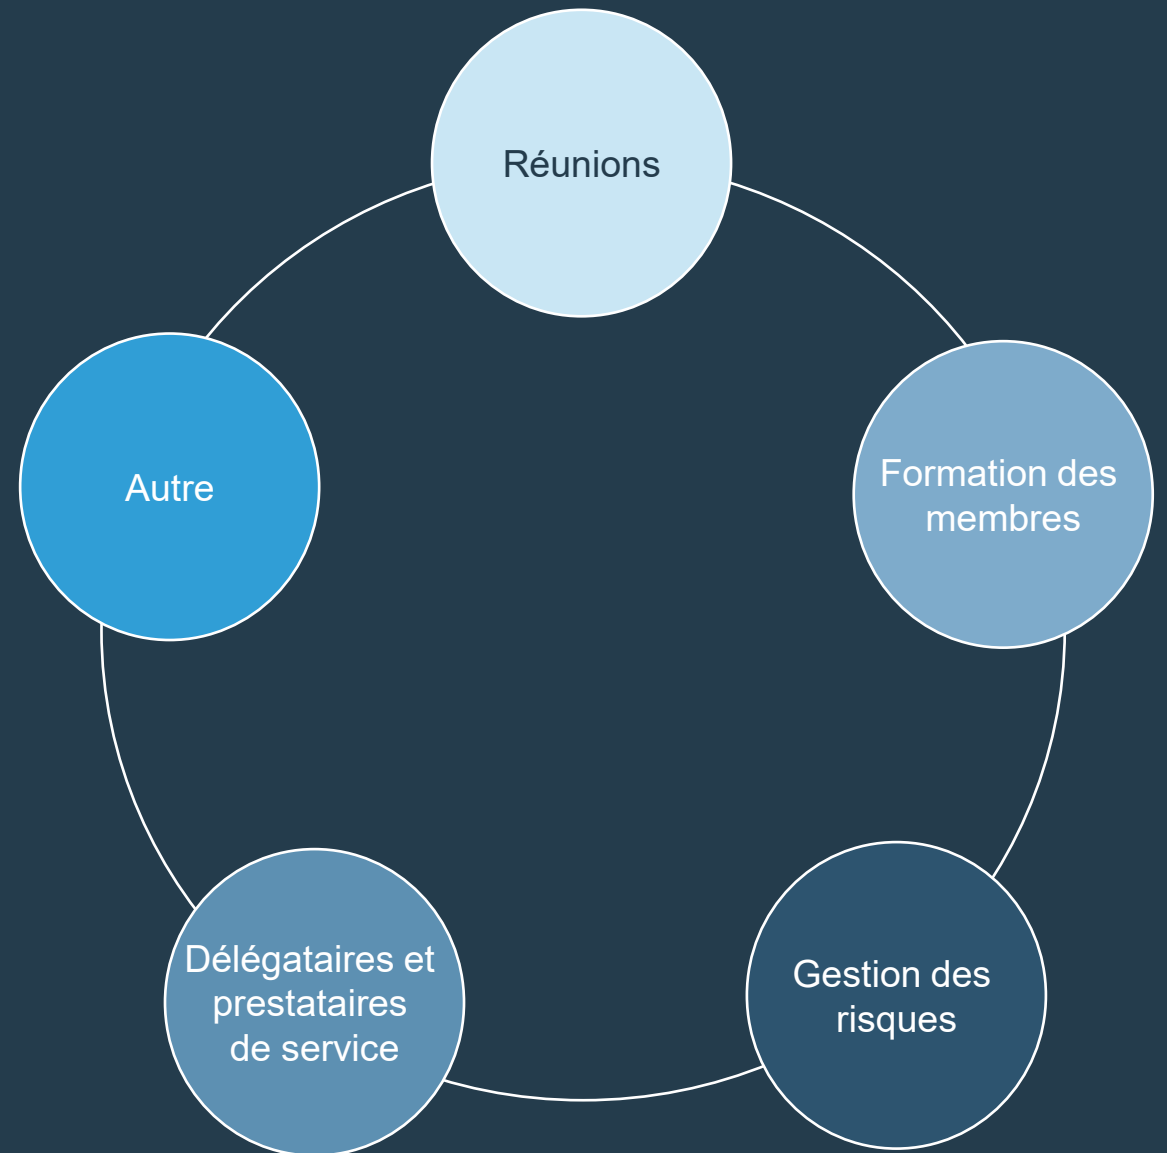 Réunions
Formation des
membres
Gestion des
risques
Délégataires et
prestataires
de service
Autre